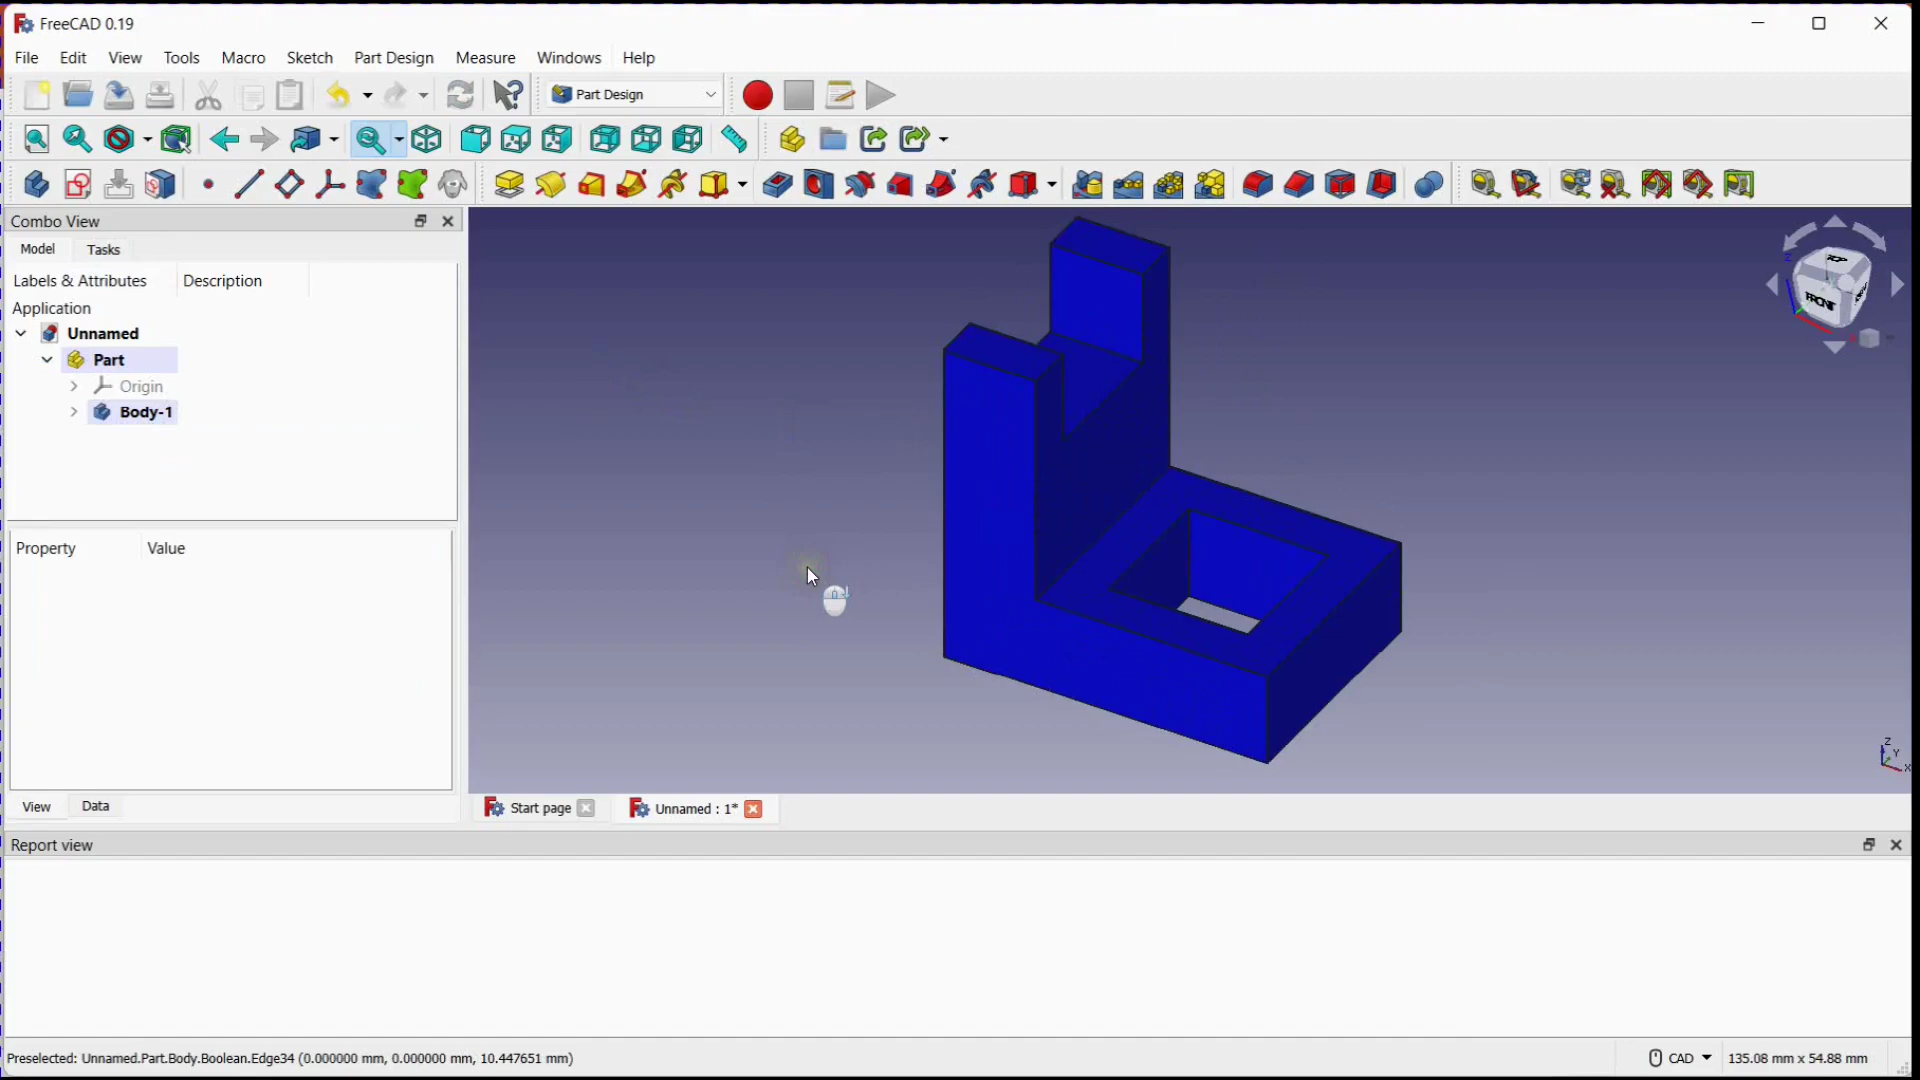 FreeCAD 0.19
File Edit View Tools Macro Sketch Part Design Measure Windows Help
Part Design
Combo View
Model Tasks
Labels & Attributes Description
Application
Unnamed
Part
Origin
Body-1
Property Value
View Data
TOP
FRONT
Z
Y
X
Start page Unnamed : 1*
Report view
Preselected: Unnamed.Part.Body.Boolean.Edge34 (0.000000 mm, 0.000000 mm, 10.447651 mm)
CAD 135.08 mm x 54.88 mm